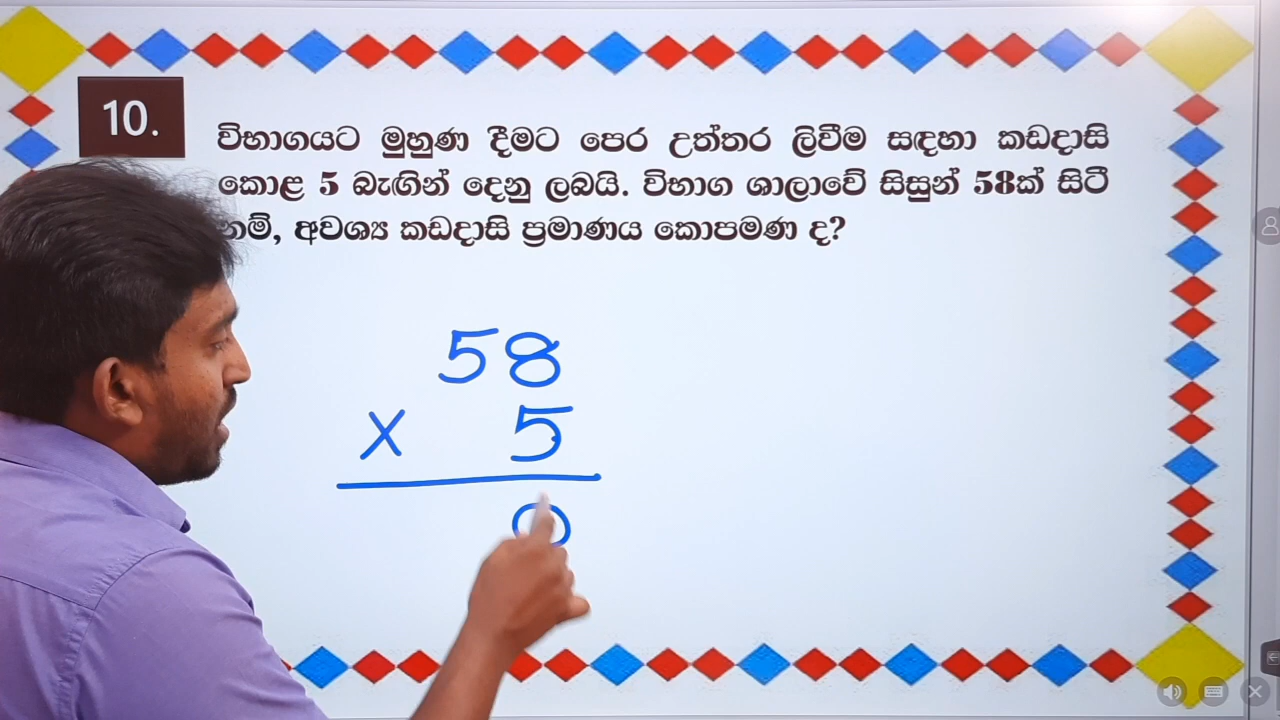 10.
විභාගයට මුහුණ දීමට පෙර උත්තර ලිවීම සඳහා කඩදාසි
කොළ 5 බැඟින් දෙනු ලබයි. විභාග ශාලාවේ සිසුන් 58ක් සිටී
නම්, අවශ්‍ය කඩදාසි ප්‍රමාණය කොපමණ ද?
58
× 5
0